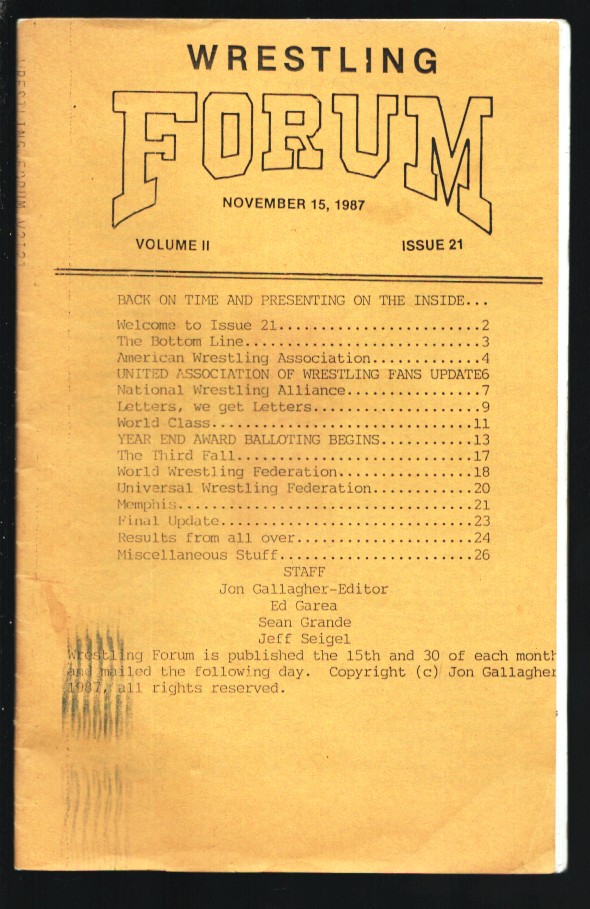 WRESTLING
FORUM
NOVEMBER 15, 1987
VOLUME II ISSUE 21
BACK ON TIME AND PRESENTING ON THE INSIDE...
Welcome to Issue 21........................2
The Bottom Line............................3
American Wrestling Association.............4
UNITED ASSOCIATION OF WRESTLING FANS UPDATE6
National Wrestling Alliance................7
Letters, we get Letters....................9
World Class...............................11
YEAR END AWARD BALLOTING BEGINS...........13
The Third Fall............................17
World Wrestling Federation................18
Universal Wrestling Federation............20
Memphis...................................21
Final Update..............................23
Results from all over.....................24
Miscellaneous Stuff.......................26
STAFF
Jon Gallagher-Editor
Ed Garea
Sean Grande
Jeff Seigel
Wrestling Forum is published the 15th and 30 of each month
and mailed the following day. Copyright (c) Jon Gallagher
1987, all rights reserved.